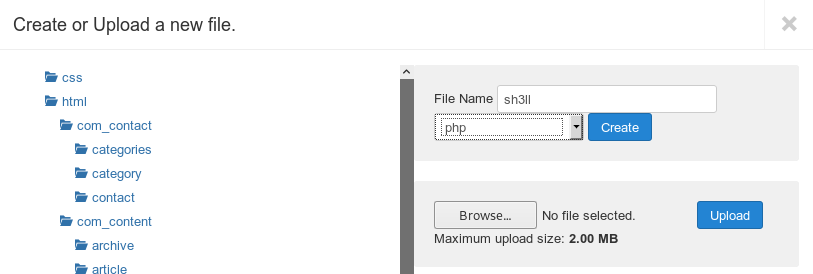 Create or Upload a new file.
css
html
com_contact
categories
category
contact
com_content
archive
article
File Name sh3ll
php Create
Browse... No file selected. Upload
Maximum upload size: 2.00 MB